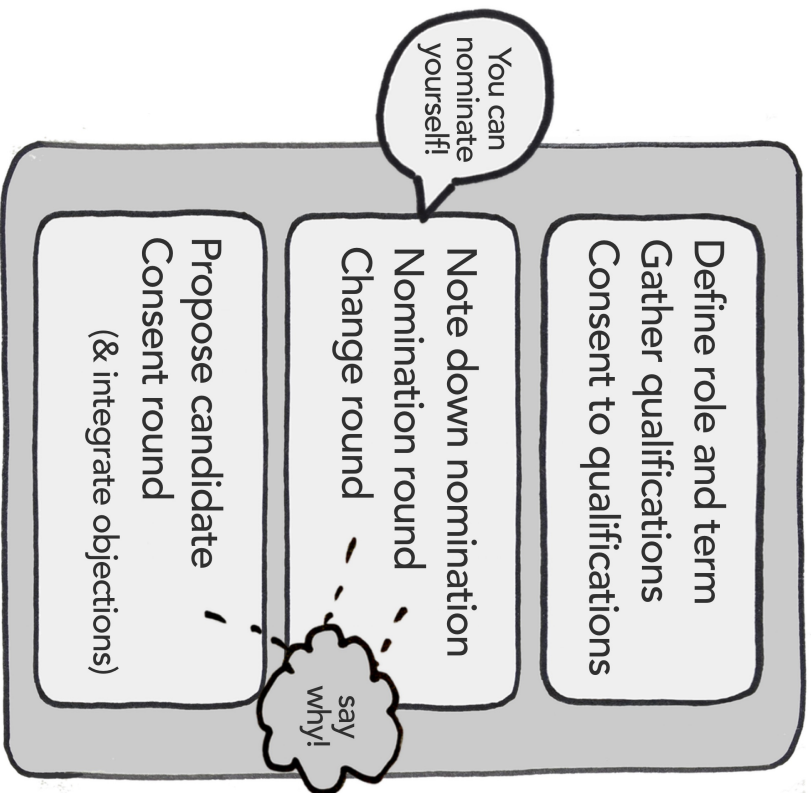 You can
nominate
yourself!
Define role and term
Gather qualifications
Consent to qualifications
Note down nomination
Nomination round
Change round
say
why!
Propose candidate
Consent round
(& integrate objections)